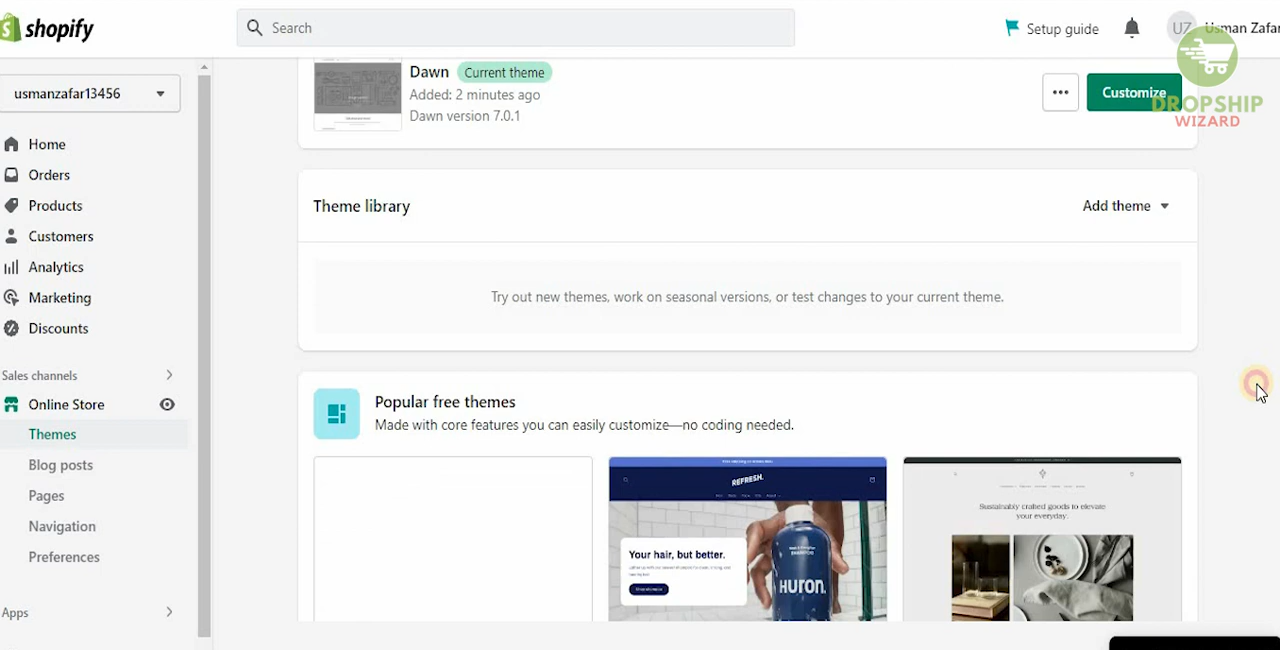 shopify
Search
Setup guide
UZ
Usman Zafar
DROPSHIP
WIZARD
usmanzafar13456
Home
Orders
Products
Customers
Analytics
Marketing
Discounts
Sales channels
Online Store
Themes
Blog posts
Pages
Navigation
Preferences
Apps
Dawn
Current theme
Added: 2 minutes ago
Dawn version 7.0.1
Customize
Theme library
Add theme
Try out new themes, work on seasonal versions, or test changes to your current theme.
Popular free themes
Made with core features you can easily customize—no coding needed.
REFRESH.
Your hair, but better.
HURON.
Sustainably crafted goods to elevate
your everyday.